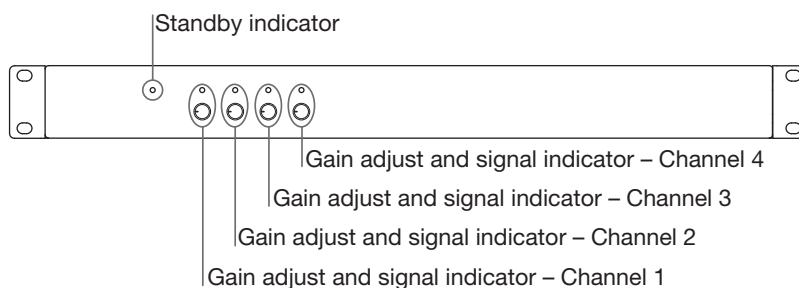 Standby indicator
Gain adjust and signal indicator – Channel 4
Gain adjust and signal indicator – Channel 3
Gain adjust and signal indicator – Channel 2
Gain adjust and signal indicator – Channel 1